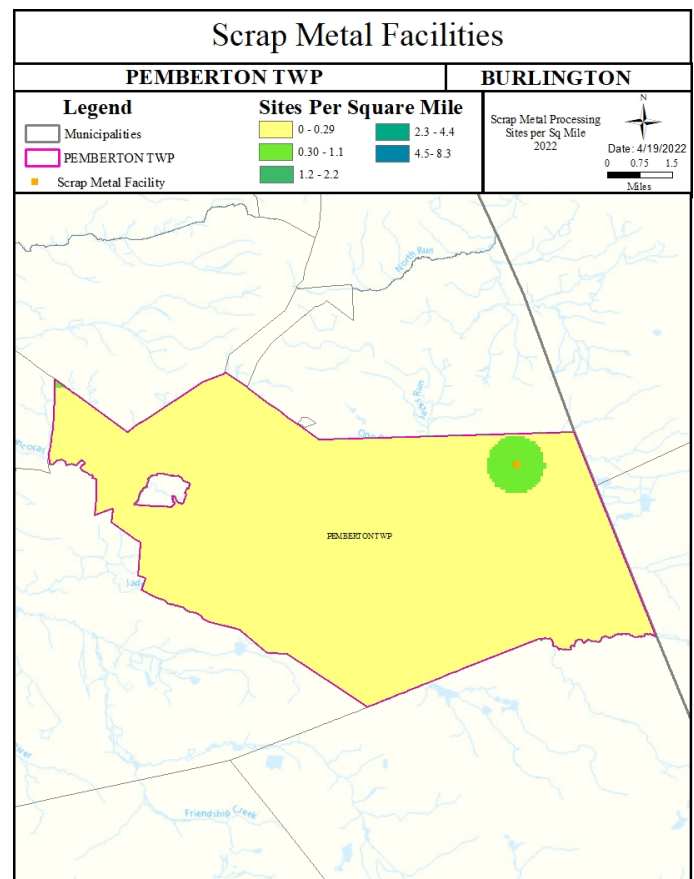 Scrap Metal Facilities
PEMBERTON TWP
BURLINGTON
Legend
Municipalities
PEMBERTON TWP
Scrap Metal Facility
Sites Per Square Mile
0 - 0.29
0.30 - 1.1
1.2 - 2.2
2.3 - 4.4
4.5- 8.3
Scrap Metal Processing
Sites per Sq Mile
2022
N
Date: 4/19/2022
0 0.75 1.5
Miles
North Run
Jacks Run
PEMBERTON TWP
Friendship Creek